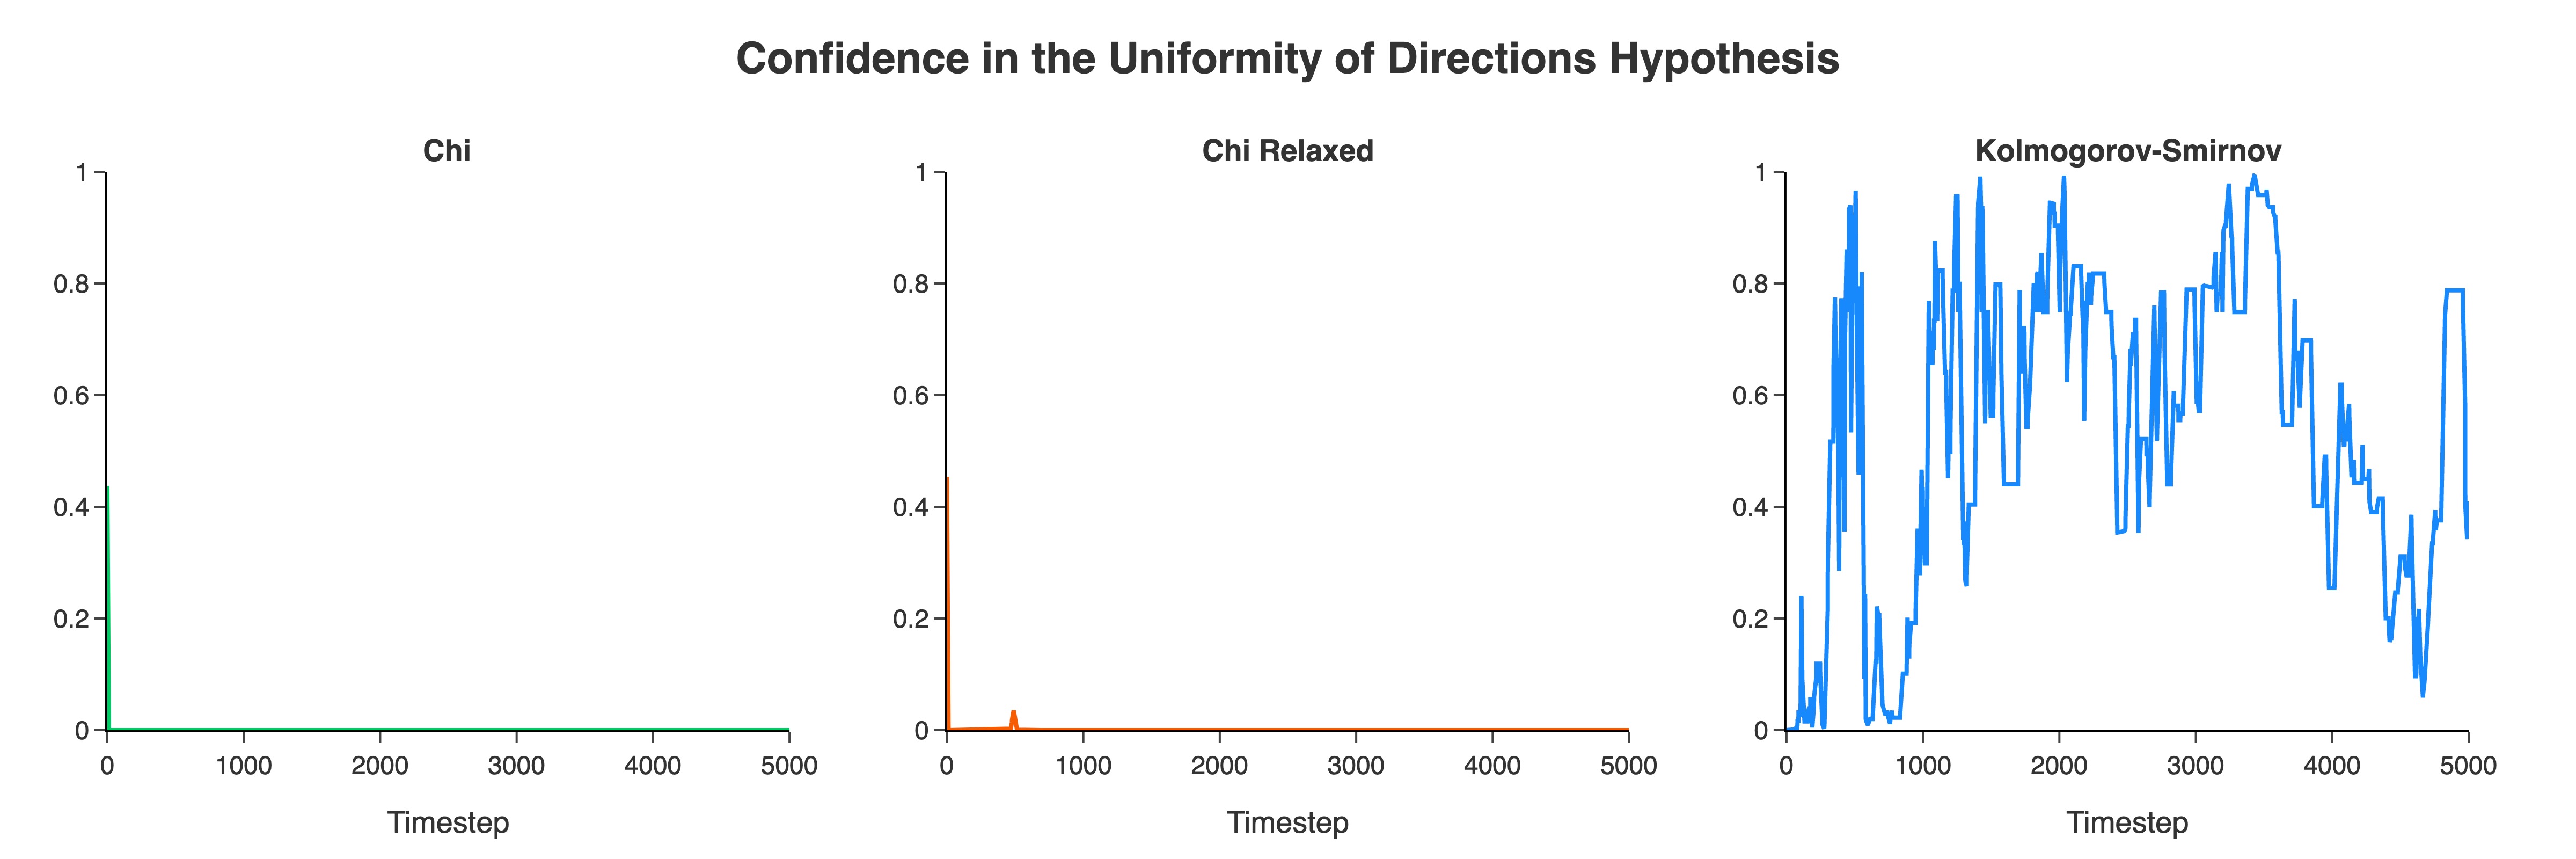 Confidence in the Uniformity of Directions Hypothesis
Chi
1
0.8
0.6
0.4
0.2
0
0 1000 2000 3000 4000 5000
Timestep
Chi Relaxed
1
0.8
0.6
0.4
0.2
0
0 1000 2000 3000 4000 5000
Timestep
Kolmogorov-Smirnov
1
0.8
0.6
0.4
0.2
0
0 1000 2000 3000 4000 5000
Timestep